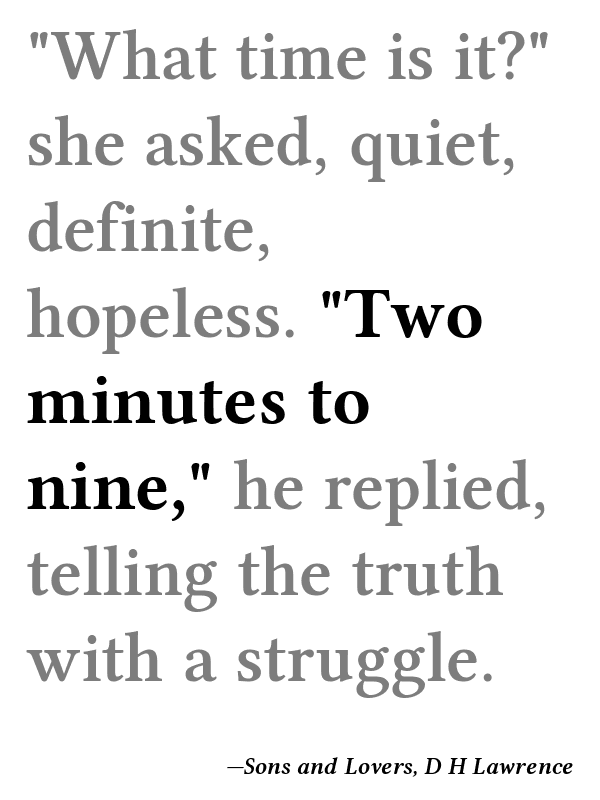 "What time is it?"
she asked, quiet,
definite,
hopeless. "Two
minutes to
nine," he replied,
telling the truth
with a struggle.
—Sons and Lovers, D H Lawrence